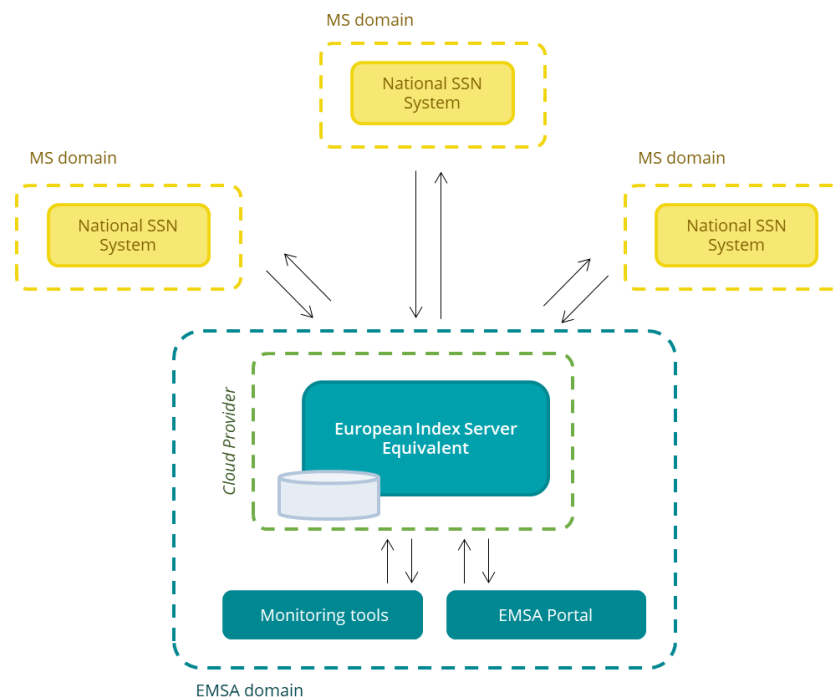 MS domain
National SSN
System
MS domain
National SSN
System
MS domain
National SSN
System
Cloud Provider
European Index Server
Equivalent
Monitoring tools
EMSA Portal
EMSA domain